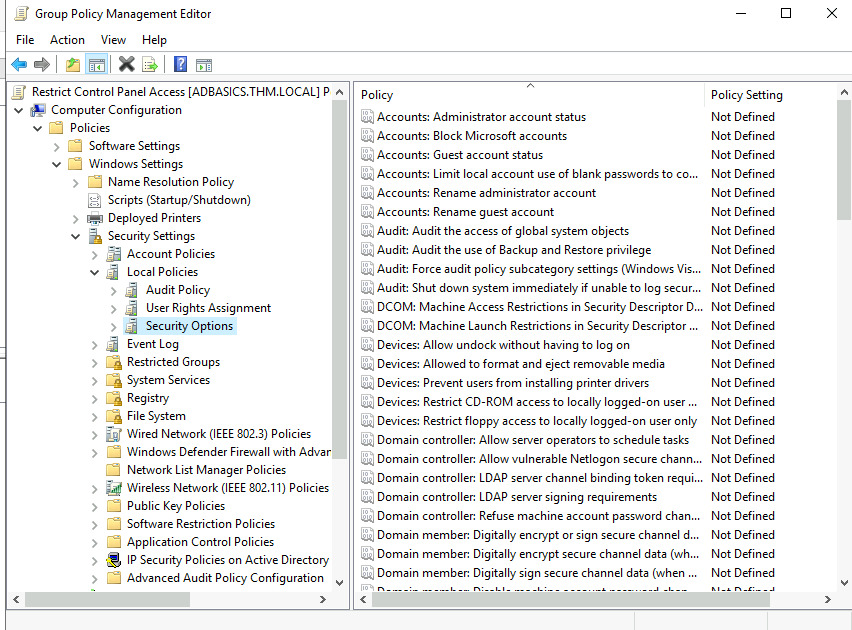 Group Policy Management Editor
File Action View Help
Restrict Control Panel Access [ADBASICS.THM.LOCAL] P
Computer Configuration
Policies
Software Settings
Windows Settings
Name Resolution Policy
Scripts (Startup/Shutdown)
Deployed Printers
Security Settings
Account Policies
Local Policies
Audit Policy
User Rights Assignment
Security Options
Event Log
Restricted Groups
System Services
Registry
File System
Wired Network (IEEE 802.3) Policies
Windows Defender Firewall with Advan
Network List Manager Policies
Wireless Network (IEEE 802.11) Policies
Public Key Policies
Software Restriction Policies
Application Control Policies
IP Security Policies on Active Directory
Advanced Audit Policy Configuration
Policy Policy Setting
Accounts: Administrator account status Not Defined
Accounts: Block Microsoft accounts Not Defined
Accounts: Guest account status Not Defined
Accounts: Limit local account use of blank passwords to co... Not Defined
Accounts: Rename administrator account Not Defined
Accounts: Rename guest account Not Defined
Audit: Audit the access of global system objects Not Defined
Audit: Audit the use of Backup and Restore privilege Not Defined
Audit: Force audit policy subcategory settings (Windows Vis... Not Defined
Audit: Shut down system immediately if unable to log secur... Not Defined
DCOM: Machine Access Restrictions in Security Descriptor D... Not Defined
DCOM: Machine Launch Restrictions in Security Descriptor ... Not Defined
Devices: Allow undock without having to log on Not Defined
Devices: Allowed to format and eject removable media Not Defined
Devices: Prevent users from installing printer drivers Not Defined
Devices: Restrict CD-ROM access to locally logged-on user ... Not Defined
Devices: Restrict floppy access to locally logged-on user only Not Defined
Domain controller: Allow server operators to schedule tasks Not Defined
Domain controller: Allow vulnerable Netlogon secure chann... Not Defined
Domain controller: LDAP server channel binding token requi... Not Defined
Domain controller: LDAP server signing requirements Not Defined
Domain controller: Refuse machine account password chan... Not Defined
Domain member: Digitally encrypt or sign secure channel d... Not Defined
Domain member: Digitally encrypt secure channel data (wh... Not Defined
Domain member: Digitally sign secure channel data (when ... Not Defined
Domain member: Disable machine account password chan... Not Defined